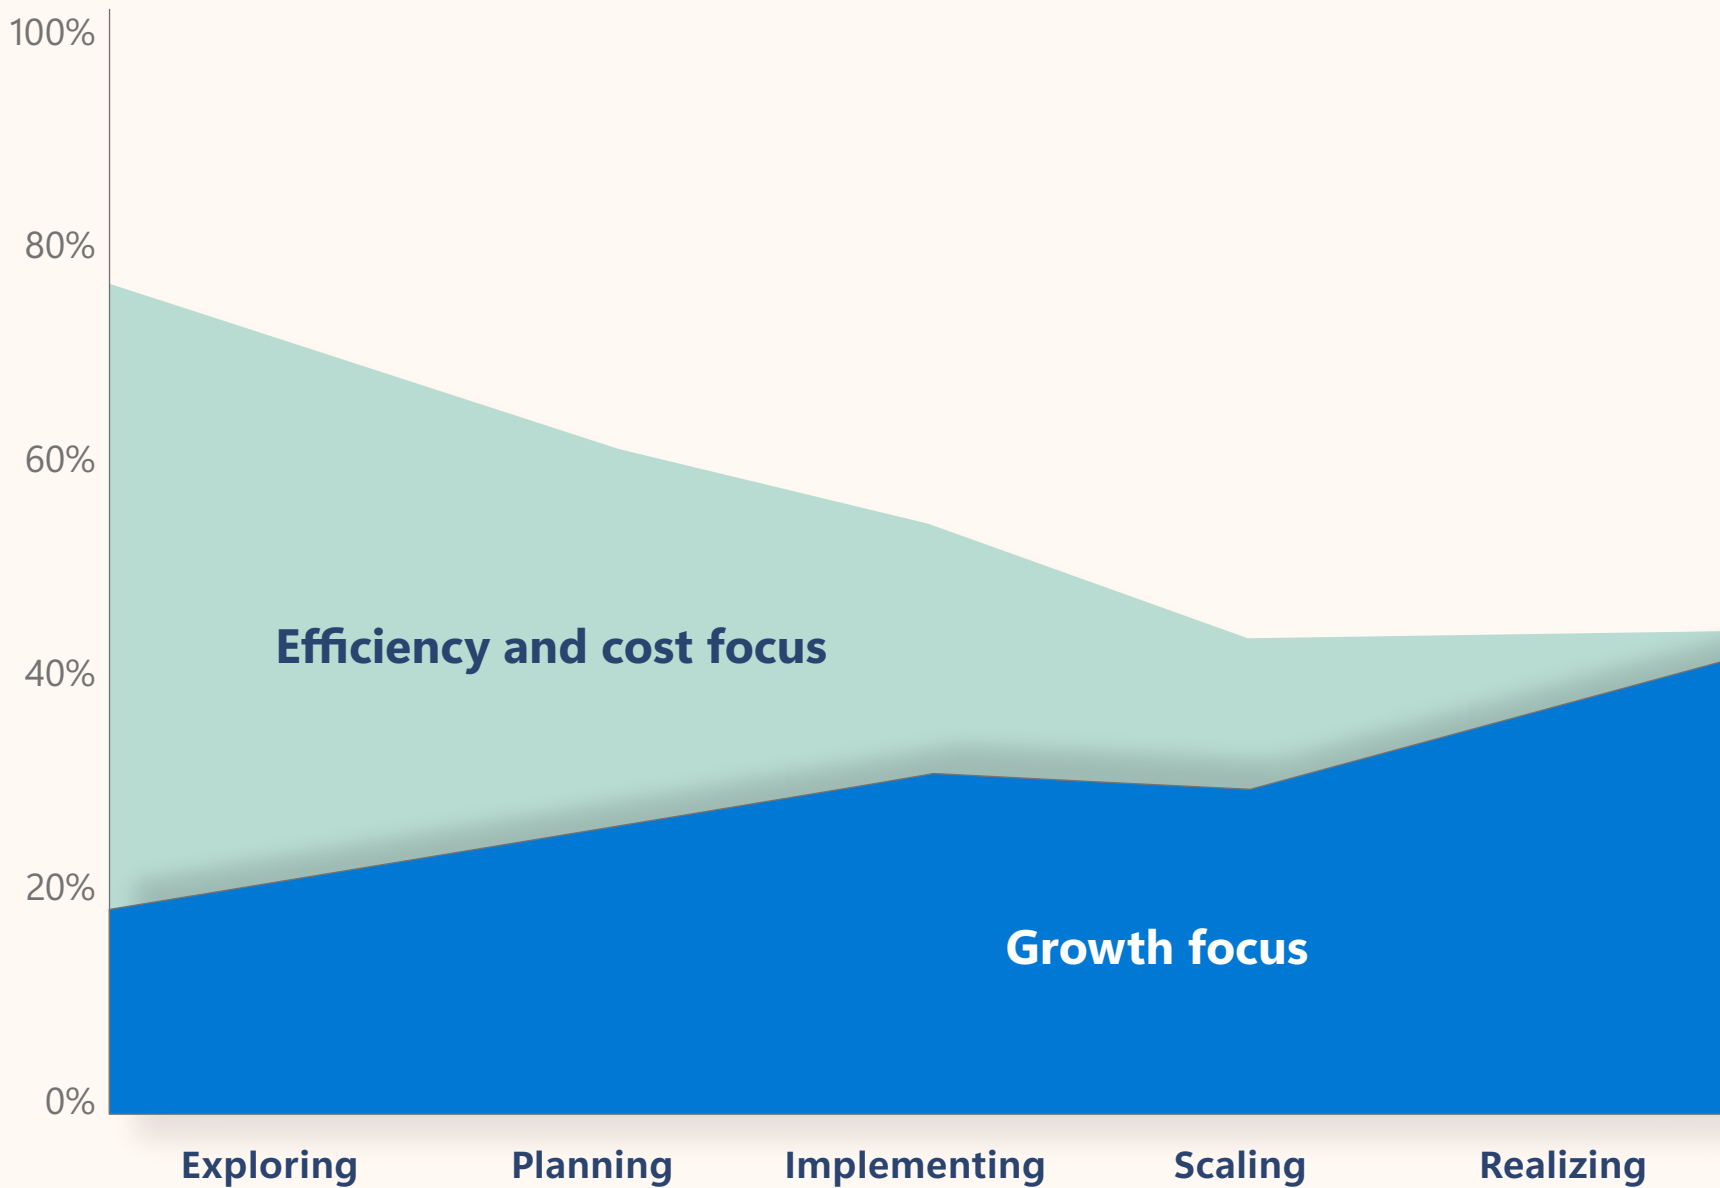 100%
80%
60%
Efficiency and cost focus
40%
20%
Growth focus
0%
Exploring
Planning
Implementing
Scaling
Realizing